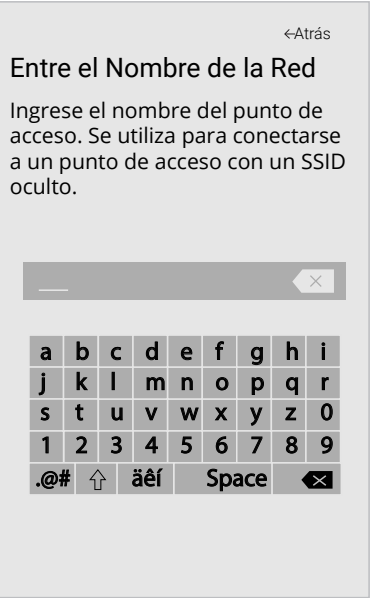 ←Atrás
Entre el Nombre de la Red
Ingrese el nombre del punto de
acceso. Se utiliza para conectarse
a un punto de acceso con un SSID
oculto.
a b c d e f g h i
j k l m n o p q r
s t u v w x y z 0
1 2 3 4 5 6 7 8 9
.@# äêí Space